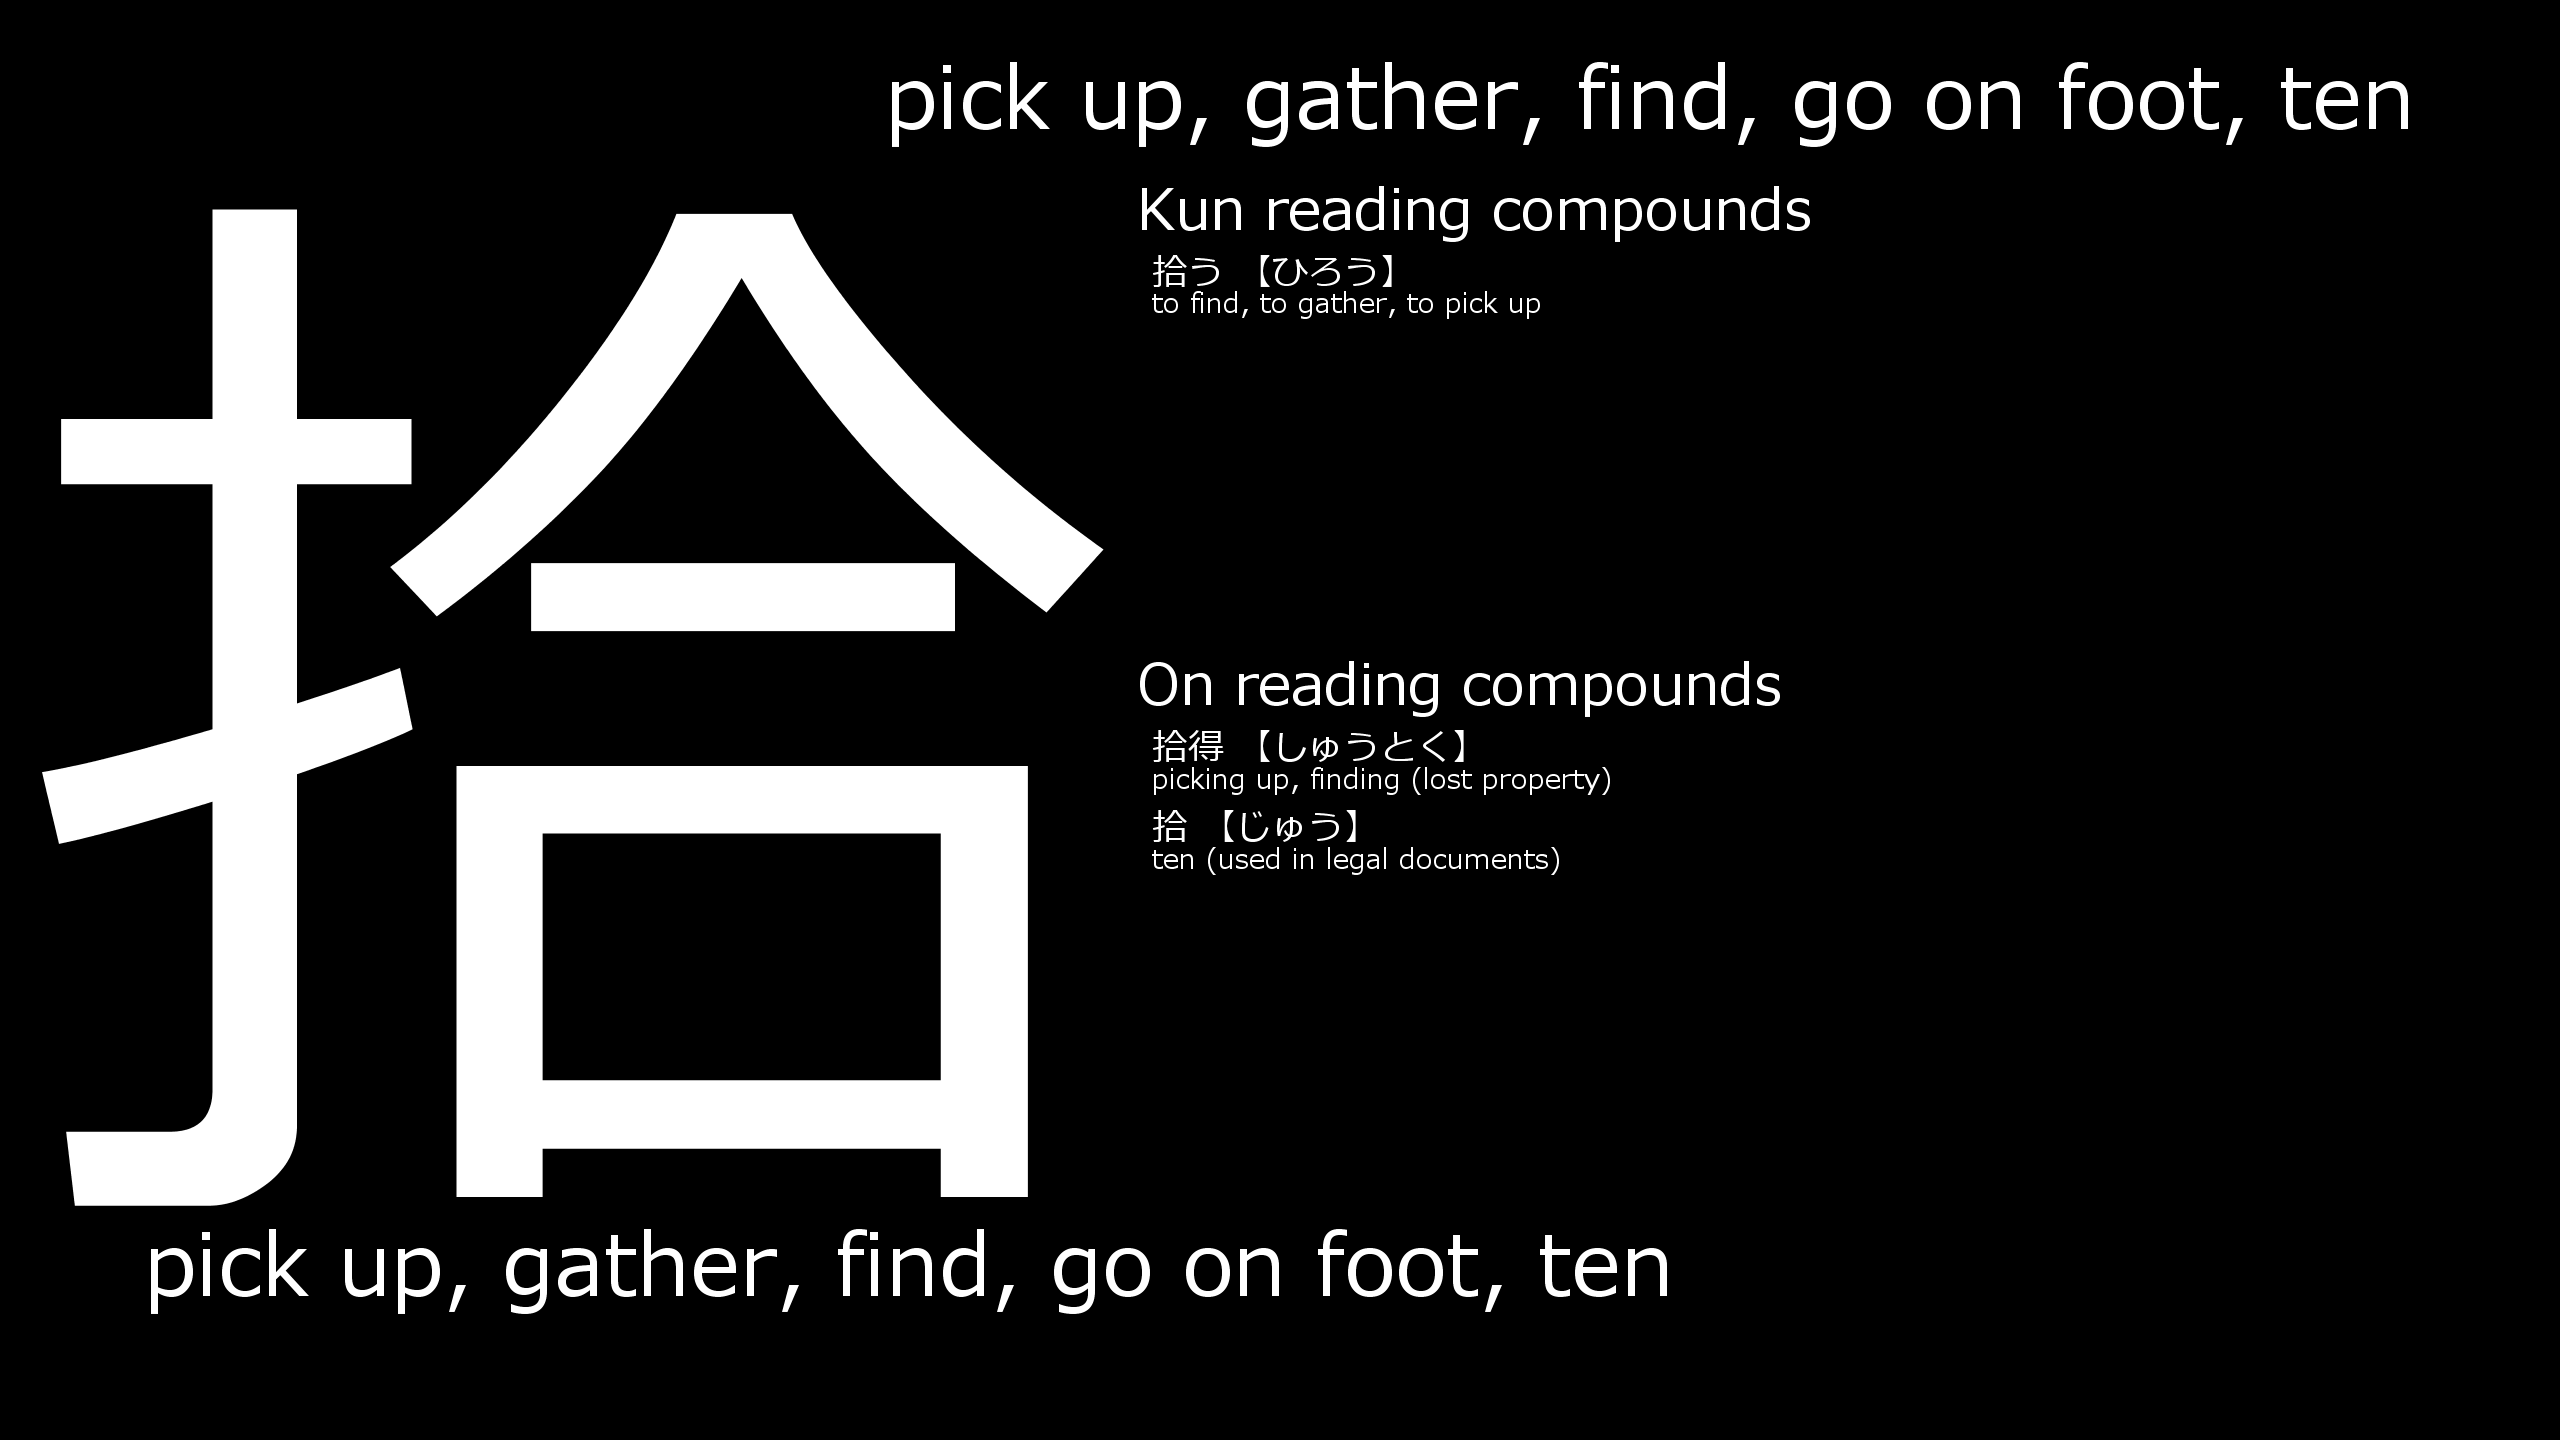 pick up, gather, find, go on foot, ten
拾
Kun reading compounds
拾う 【ひろう】
to find, to gather, to pick up
On reading compounds
拾得 【しゅうとく】
picking up, finding (lost property)
拾 【じゅう】
ten (used in legal documents)
pick up, gather, find, go on foot, ten